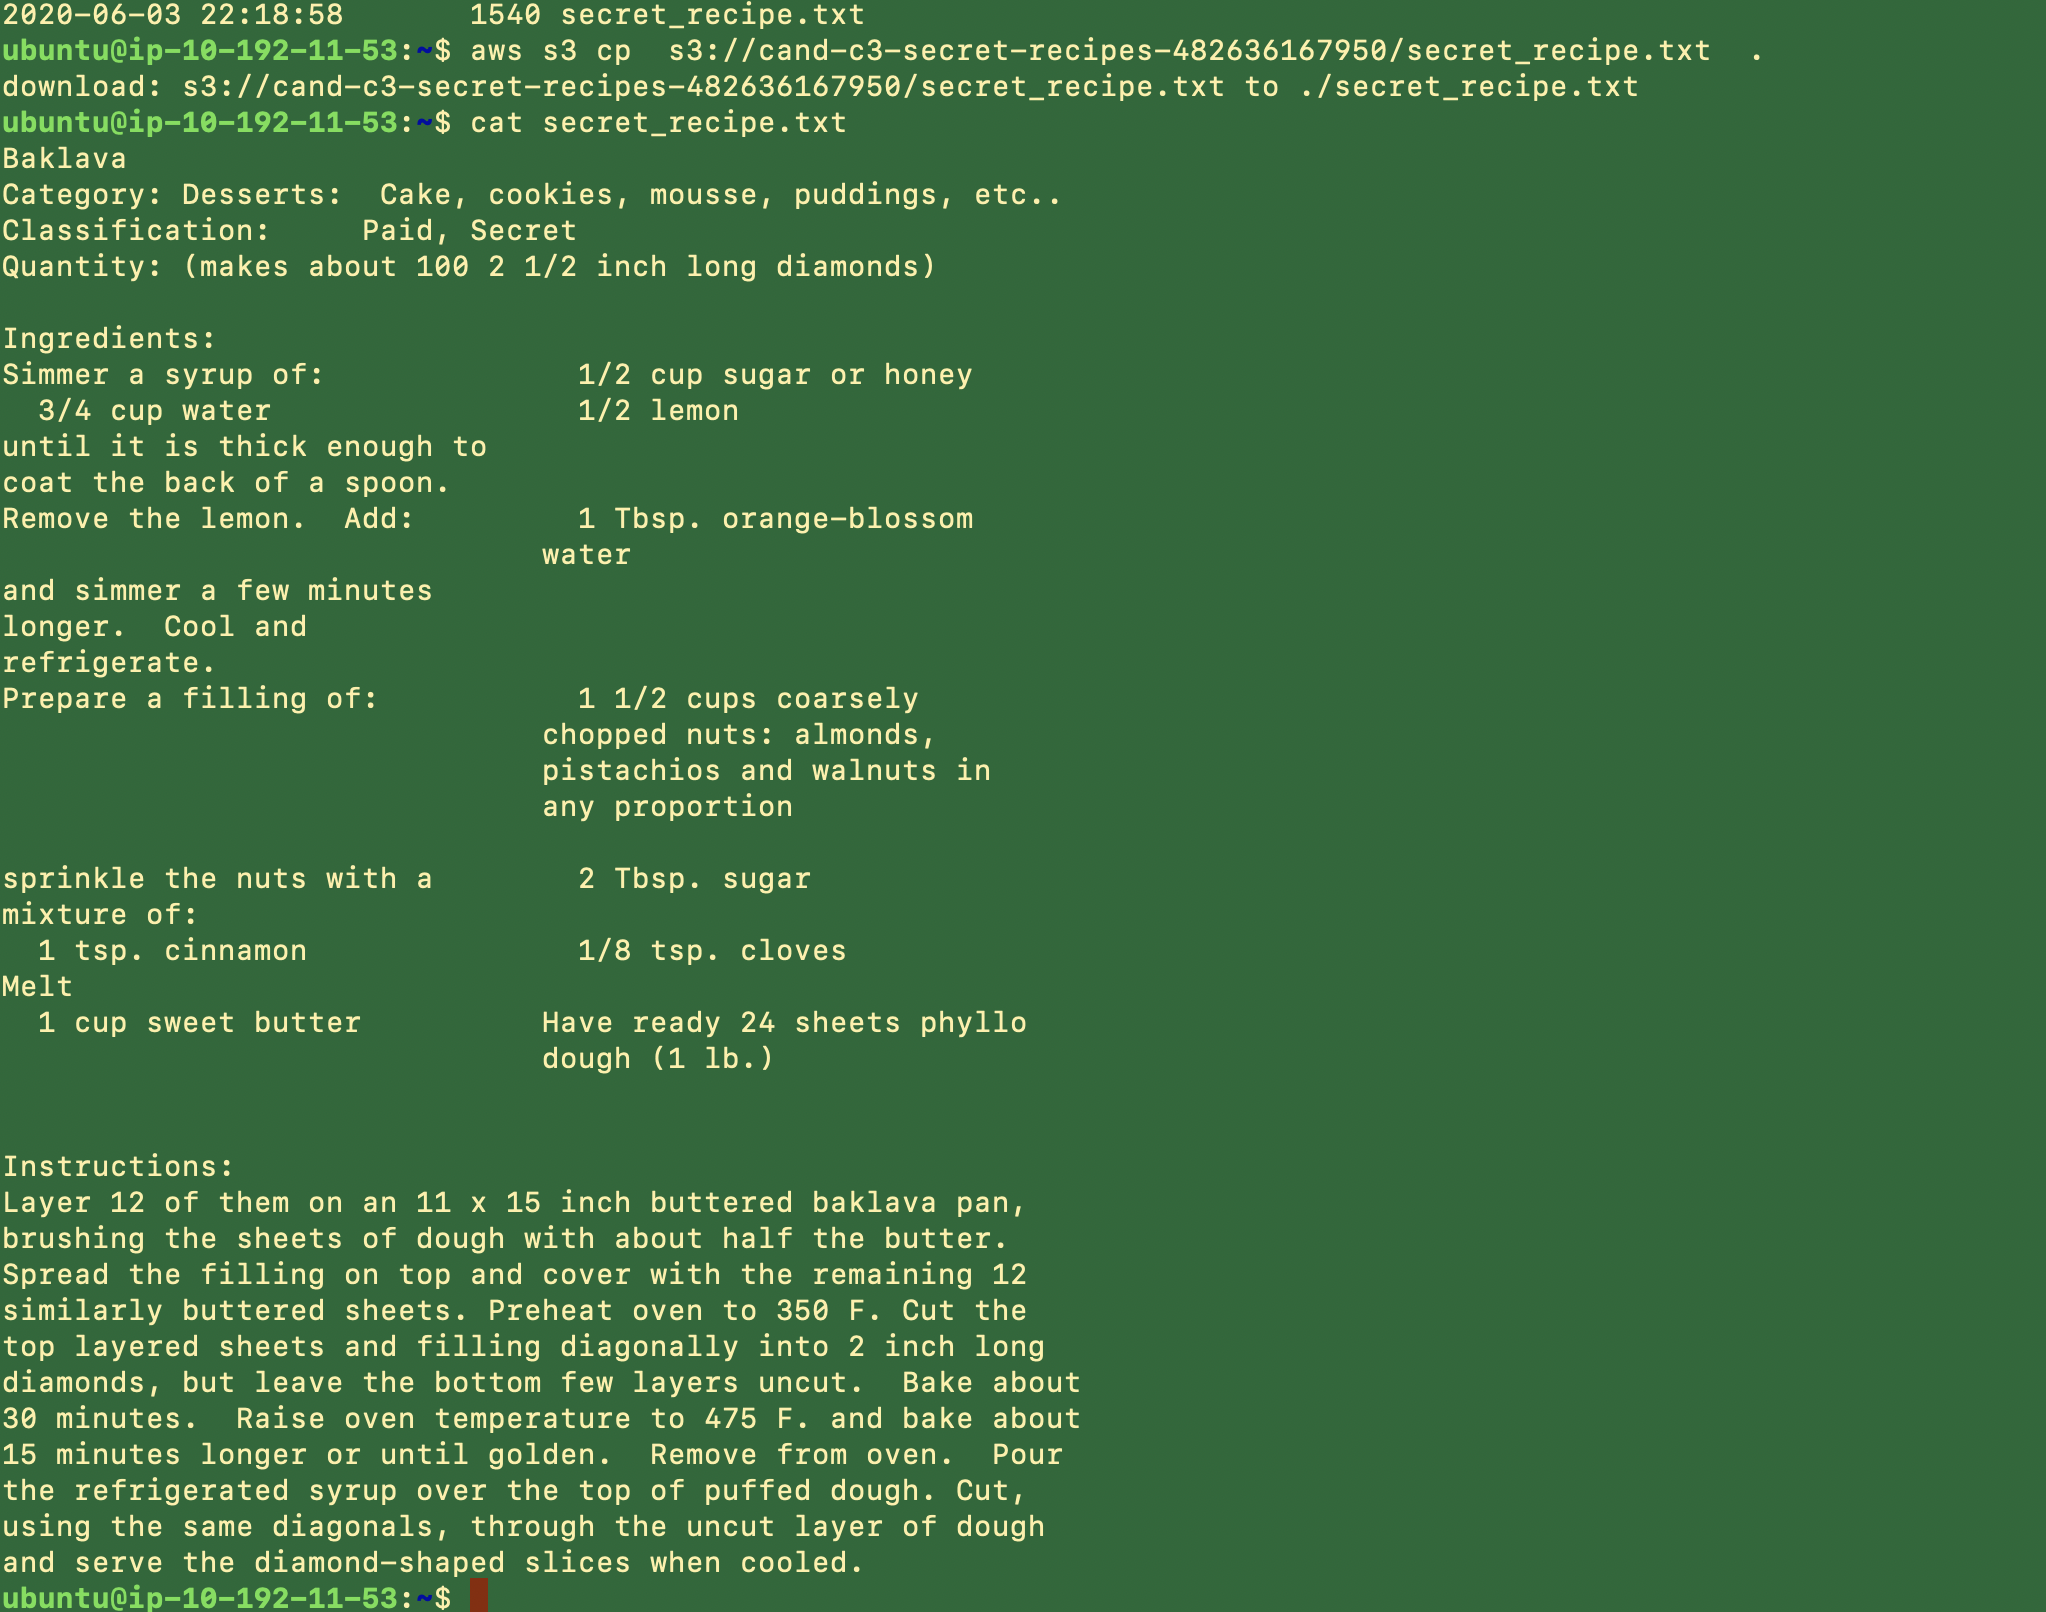 2020-06-03 22:18:58       1540 secret_recipe.txt
ubuntu@ip-10-192-11-53:~$ aws s3 cp  s3://cand-c3-secret-recipes-482636167950/secret_recipe.txt  .
download: s3://cand-c3-secret-recipes-482636167950/secret_recipe.txt to ./secret_recipe.txt
ubuntu@ip-10-192-11-53:~$ cat secret_recipe.txt
Baklava
Category: Desserts:  Cake, cookies, mousse, puddings, etc..
Classification:     Paid, Secret
Quantity: (makes about 100 2 1/2 inch long diamonds)

Ingredients:
Simmer a syrup of:              1/2 cup sugar or honey
  3/4 cup water                 1/2 lemon
until it is thick enough to
coat the back of a spoon.
Remove the lemon.  Add:         1 Tbsp. orange-blossom
                              water
and simmer a few minutes
longer.  Cool and
refrigerate.
Prepare a filling of:           1 1/2 cups coarsely
                              chopped nuts: almonds,
                              pistachios and walnuts in
                              any proportion

sprinkle the nuts with a        2 Tbsp. sugar
mixture of:
  1 tsp. cinnamon               1/8 tsp. cloves
Melt
  1 cup sweet butter          Have ready 24 sheets phyllo
                              dough (1 lb.)

Instructions:
Layer 12 of them on an 11 x 15 inch buttered baklava pan,
brushing the sheets of dough with about half the butter.
Spread the filling on top and cover with the remaining 12
similarly buttered sheets. Preheat oven to 350 F. Cut the
top layered sheets and filling diagonally into 2 inch long
diamonds, but leave the bottom few layers uncut.  Bake about
30 minutes.  Raise oven temperature to 475 F. and bake about
15 minutes longer or until golden.  Remove from oven.  Pour
the refrigerated syrup over the top of puffed dough. Cut,
using the same diagonals, through the uncut layer of dough
and serve the diamond-shaped slices when cooled.
ubuntu@ip-10-192-11-53:~$